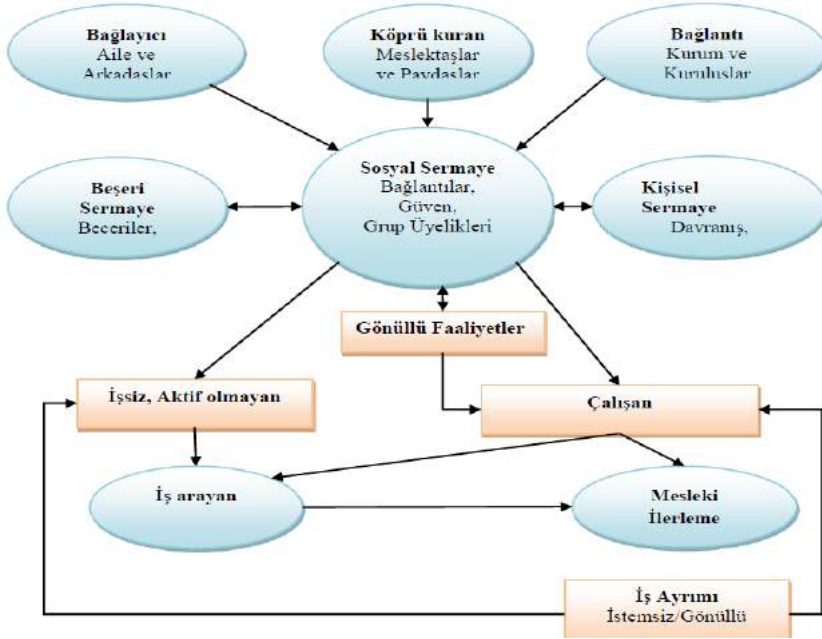 Bağlayıcı
Aile ve
Arkadaşlar
Köprü kuran
Meslektaşlar
ve Paydaşlar
Bağlantı
Kurum ve
Kuruluşlar
Beşeri
Sermaye
Beceriler,
Sosyal Sermaye
Bağlantılar,
Güven,
Grup Üyelikleri
Kişisel
Sermaye
Davranış,
Gönüllü Faaliyetler
İşsiz, Aktif olmayan
Çalışan
İş arayan
Mesleki
İlerleme
İş Ayrımı
İstemsiz/Gönüllü